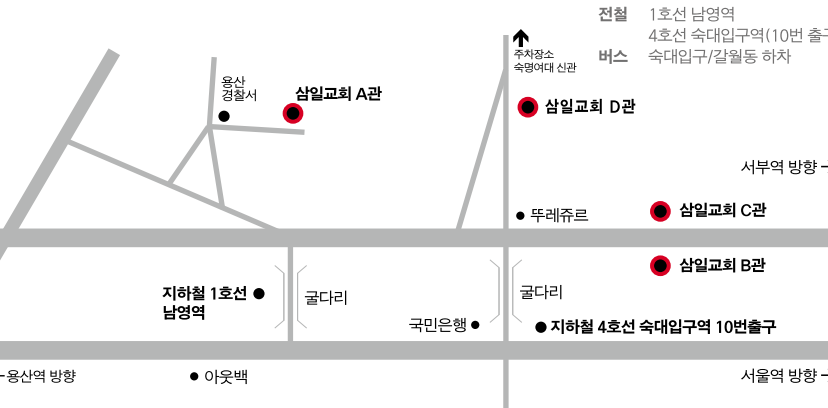 전철 1호선 남영역
4호선 숙대입구역(10번 출구
버스 숙대입구/갈월동 하차
주차장소
숙명여대 신관
용산
경찰서
삼일교회 A관
삼일교회 D관
서부역 방향
뚜레쥬르
삼일교회 C관
삼일교회 B관
지하철 1호선
남영역
굴다리
굴다리
국민은행
지하철 4호선 숙대입구역 10번출구
용산역 방향
아웃백
서울역 방향